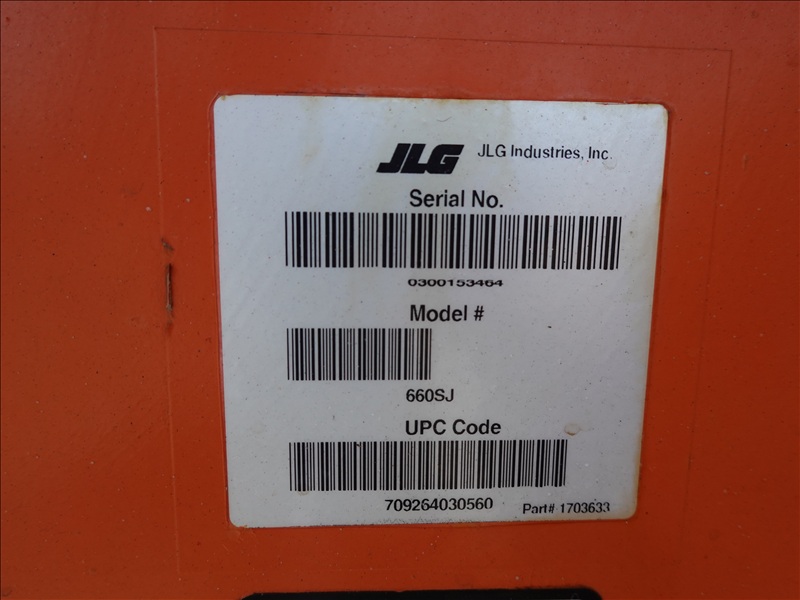 JLG JLG Industries, Inc.
Serial No.
0300153464
Model #
660SJ
UPC Code
709264030560
Part# 1703633